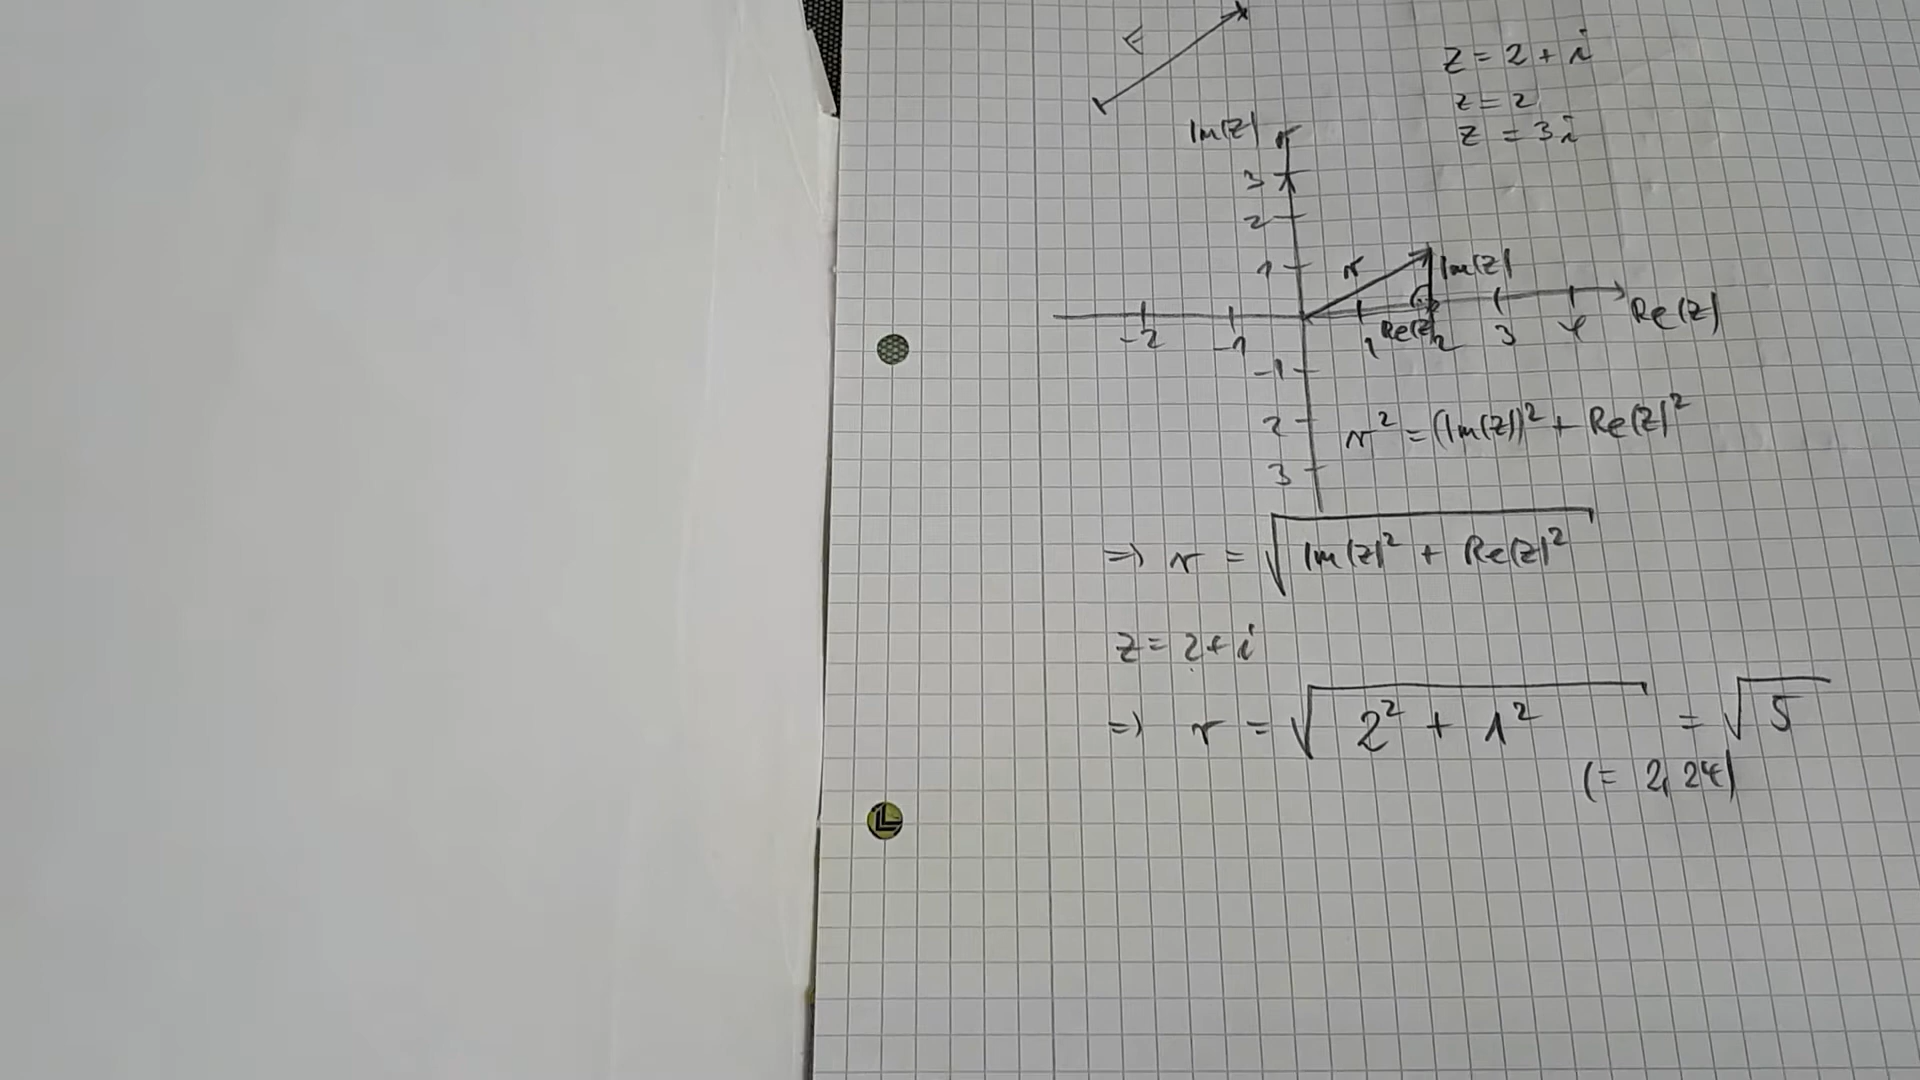 z = 2 + i
z = 2
z = 3i
Im(z)
3
2
1
r
Im(z)
-2
-1
1
Re(z)
2
3
4
Re(z)
-1
2
3
r² = (Im(z))² + Re(z)²
=> r = √Im(z)² + Re(z)²
z = 2 + i
=> r = √2² + 1² = √5
(= 2,24)